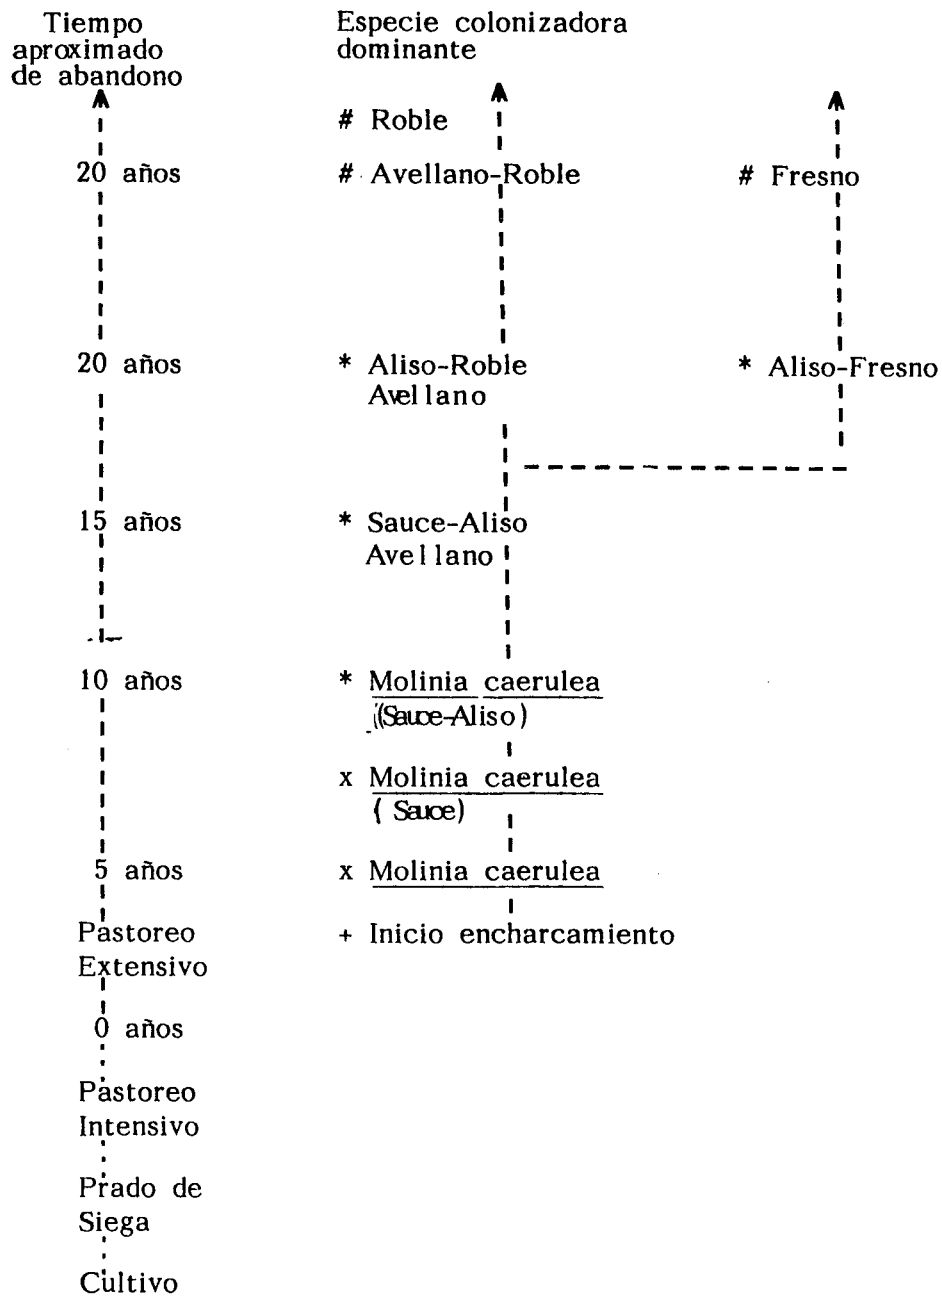 Tiempo
aproximado
de abandono
Especie colonizadora
dominante
# Roble
20 años
# Avellano-Roble
# Fresno
20 años
* Aliso-Roble
Avellano
* Aliso-Fresno
15 años
* Sauce-Aliso
Avellano
10 años
* Molinia caerulea
(Sauce-Aliso)
x Molinia caerulea
( Sauce)
5 años
x Molinia caerulea
Pastoreo
Extensivo
+ Inicio encharcamiento
0 años
Pastoreo
Intensivo
Prado de
Siega
Cultivo